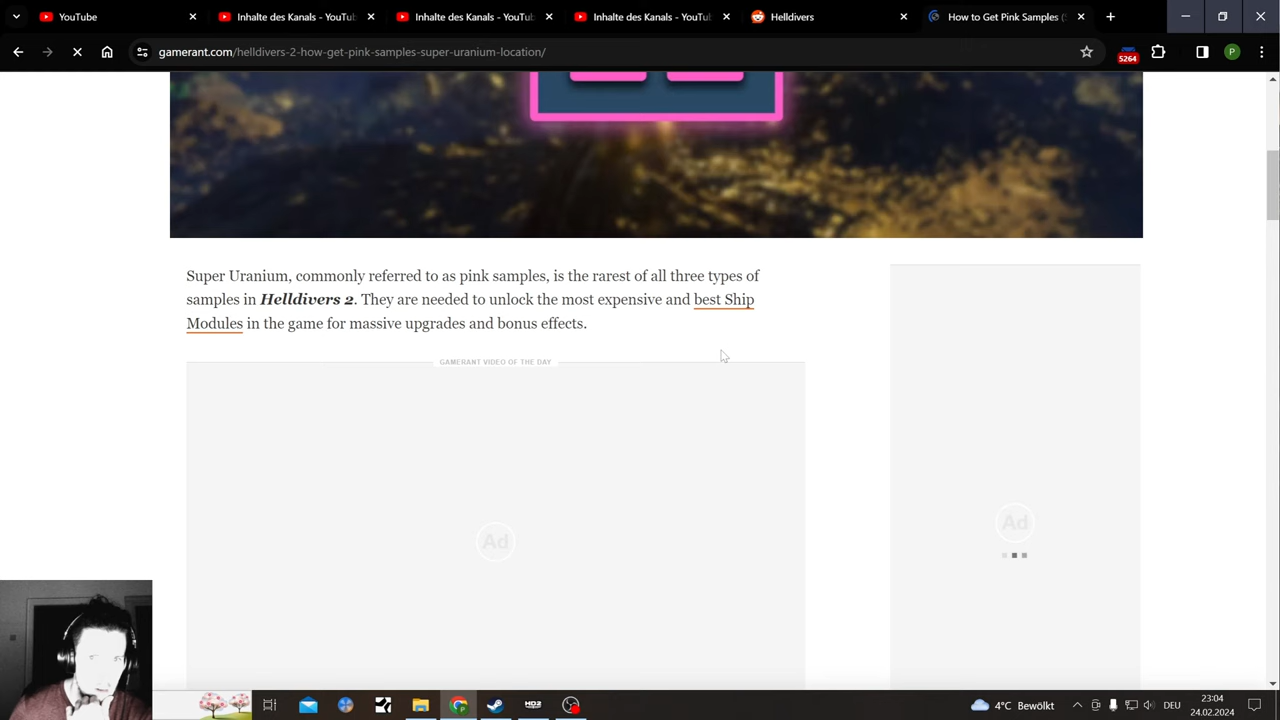 YouTube
Inhalte des Kanals - YouTu
Inhalte des Kanals - YouTu
Inhalte des Kanals - YouTu
Helldivers
How to Get Pink Samples (S
gamerant.com/helldivers-2-how-get-pink-samples-super-uranium-location/
5264
P
Super Uranium, commonly referred to as pink samples, is the rarest of all three types of
samples in Helldivers 2. They are needed to unlock the most expensive and best Ship
Modules in the game for massive upgrades and bonus effects.
GAMERANT VIDEO OF THE DAY
Ad
Ad
HD2
4°C Bewölkt
DEU
23:04
24.02.2024